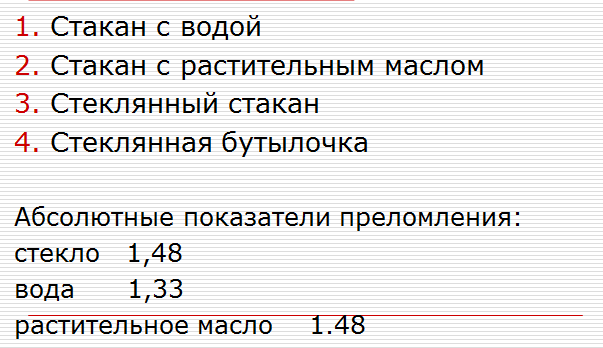 1. Стакан с водой
2. Стакан с растительным маслом
3. Стеклянный стакан
4. Стеклянная бутылочка
Абсолютные показатели преломления:
стекло 1,48
вода 1,33
растительное масло 1.48